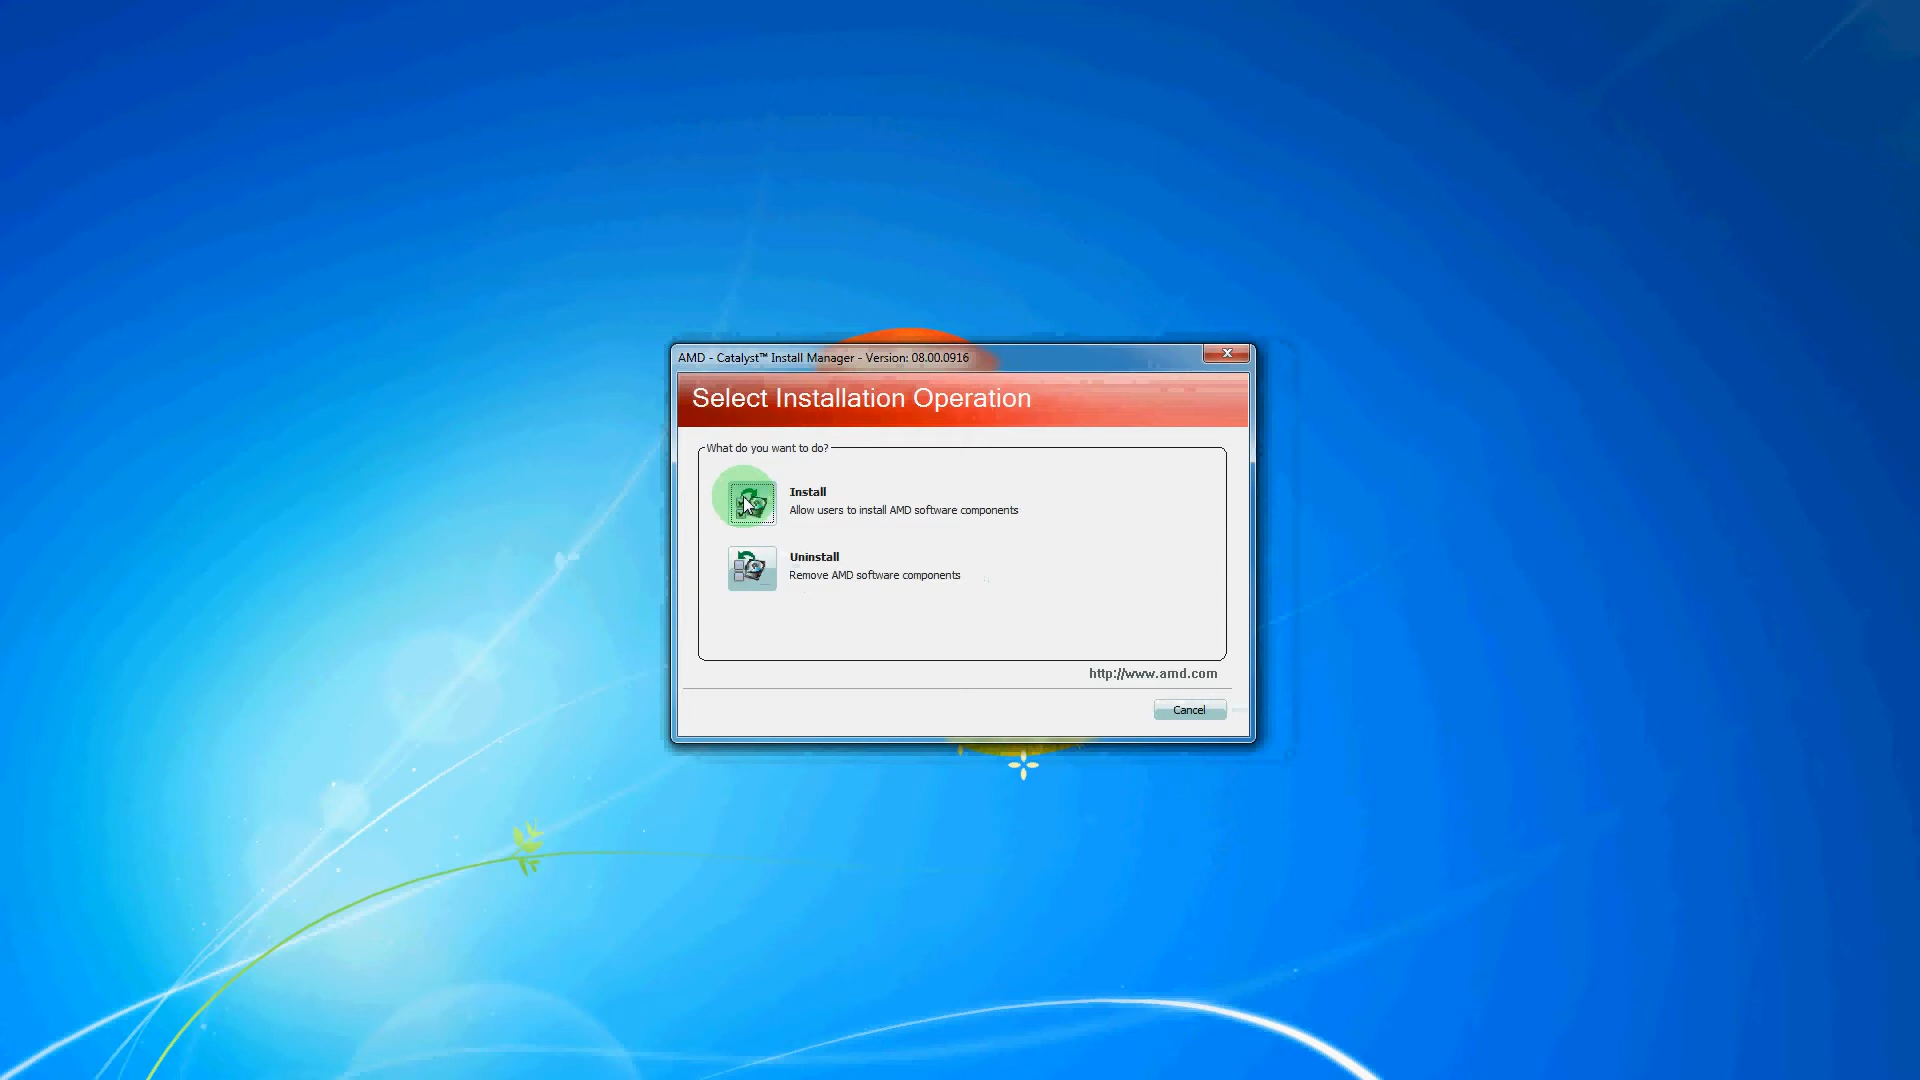 AMD - Catalyst™ Install Manager - Version: 08.00.0916
Select Installation Operation
What do you want to do?
Install
Allow users to install AMD software components
Uninstall
Remove AMD software components
http://www.amd.com
Cancel